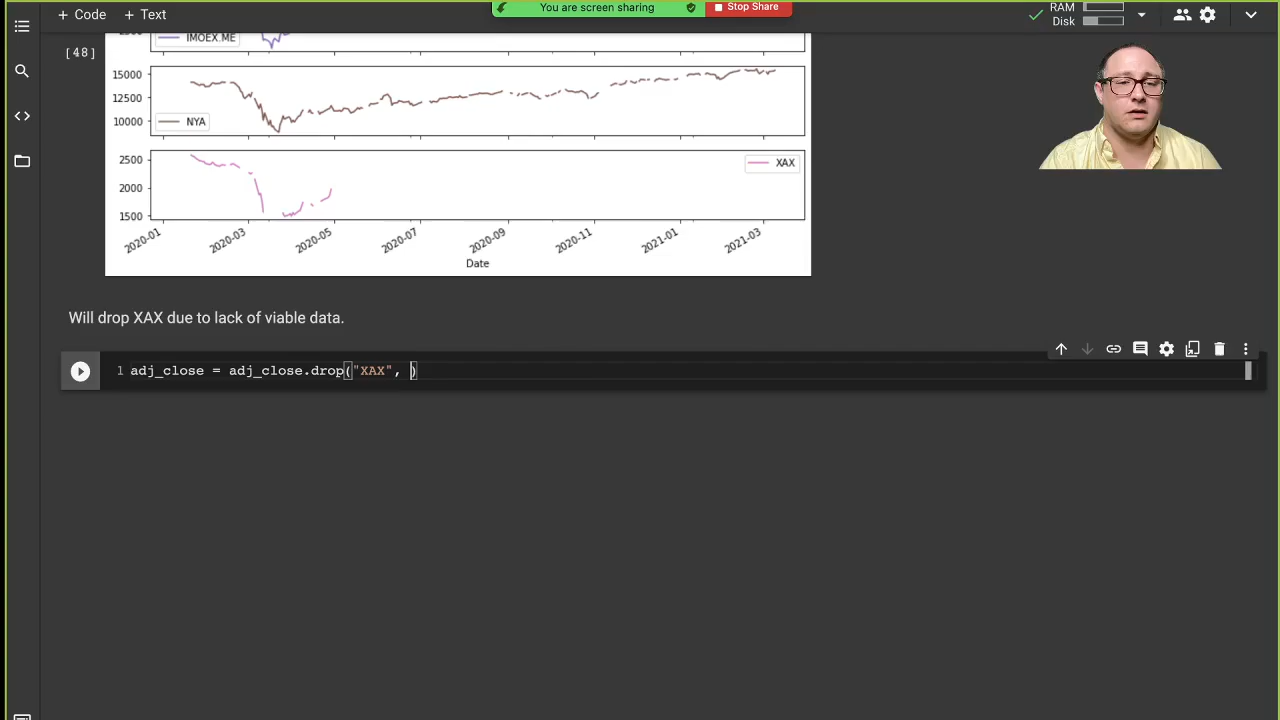 You are screen sharing
Stop Share
+ Code + Text
RAM
Disk
[48]
IMOEX.ME
15000
12500
10000
NYA
2500
2000
1500
XAX
2020-01 2020-03 2020-05 2020-07 2020-09 2020-11 2021-01 2021-03
Date
Will drop XAX due to lack of viable data.
1 adj_close = adj_close.drop("XAX", )